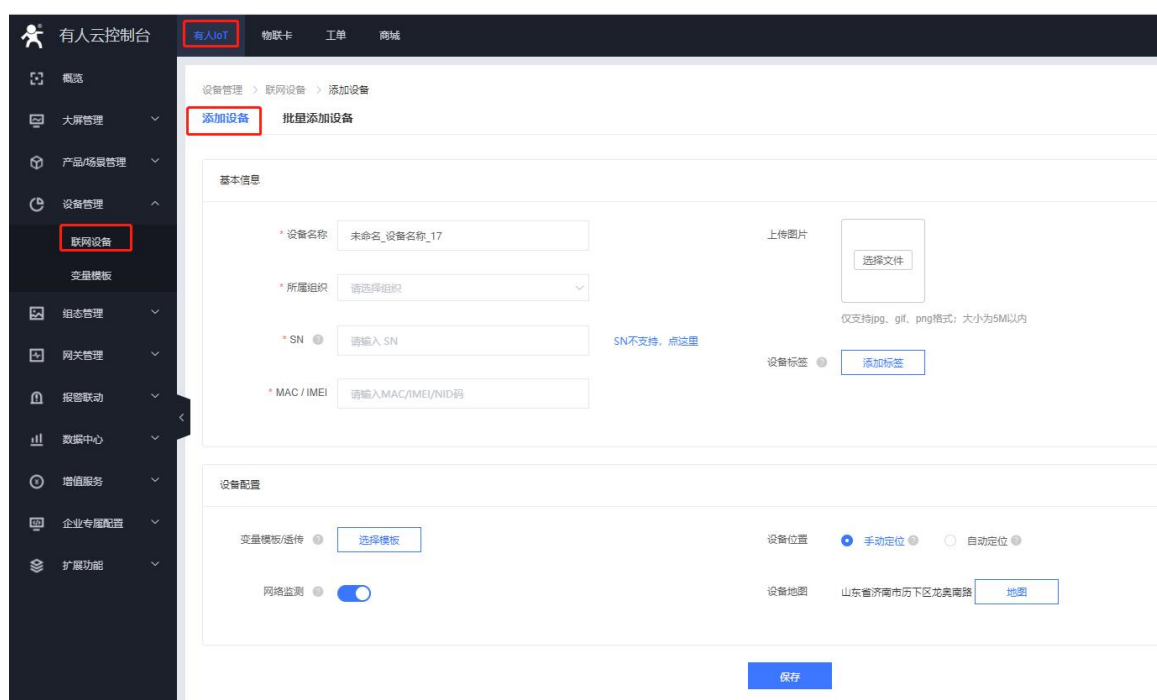 有人云控制台
有人IoT 物联卡 工单 商城
概览
大屏管理
产品/场景管理
设备管理
联网设备
变量模板
组态管理
网关管理
报警联动
数据中心
增值服务
企业专属配置
扩展功能
设备管理 > 联网设备 > 添加设备
添加设备 批量添加设备
基本信息
* 设备名称 未命名_设备名称_17
上传图片
选择文件
仅支持jpg、gif、png格式；大小为5M以内
* 所属组织 请选择组织
* SN 请输入 SN SN不支持，点这里
设备标签 添加标签
* MAC / IMEI 请输入MAC/IMEI/NID码
设备配置
变量模板/透传 选择模板
设备位置 手动定位 自动定位
网络监测
设备地图 山东省济南市历下区龙奥南路 地图
保存